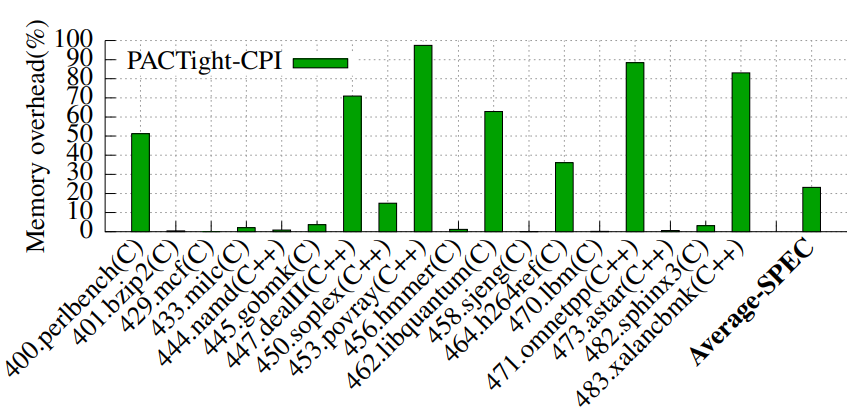 Memory overhead(%)
100
90
80
70
60
50
40
30
20
10
0
PACTight-CPI
400.perlbench(C)
401.bzip2(C)
429.mcf(C)
433.milc(C)
444.namd(C++)
445.gobmk(C)
447.dealII(C++)
450.soplex(C++)
453.povray(C++)
456.hmmer(C)
462.libquantum(C)
458.sjeng(C)
464.h264ref(C)
470.lbm(C)
471.omnetpp(C++)
473.astar(C++)
482.sphinx3(C)
483.xalancbmk(C++)
Average-SPEC